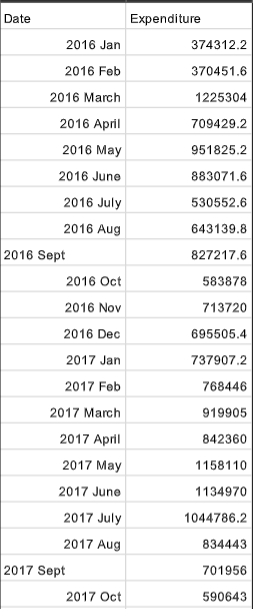 Date Expenditure
2016 Jan 374312.2
2016 Feb 370451.6
2016 March 1225304
2016 April 709429.2
2016 May 951825.2
2016 June 883071.6
2016 July 530552.6
2016 Aug 643139.8
2016 Sept 827217.6
2016 Oct 583878
2016 Nov 713720
2016 Dec 695505.4
2017 Jan 737907.2
2017 Feb 768446
2017 March 919905
2017 April 842360
2017 May 1158110
2017 June 1134970
2017 July 1044786.2
2017 Aug 834443
2017 Sept 701956
2017 Oct 590643